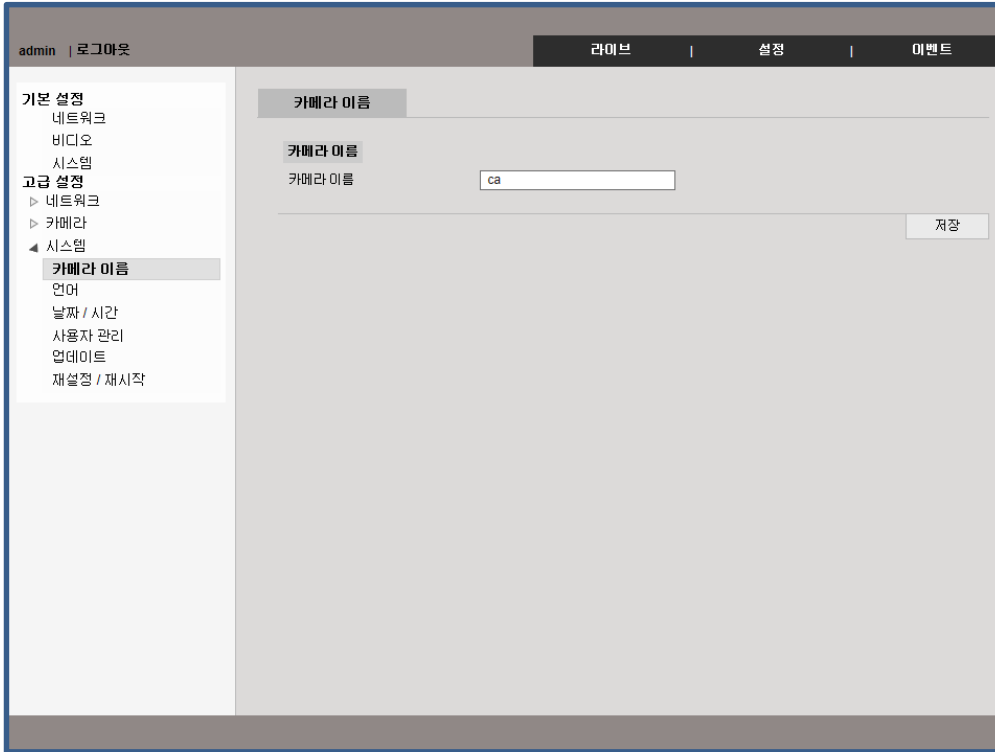 admin | 로그아웃
라이브 | 설정 | 이벤트
기본 설정
네트워크
비디오
시스템
고급 설정
▷ 네트워크
▷ 카메라
◢ 시스템
카메라 이름
언어
날짜 / 시간
사용자 관리
업데이트
재설정 / 재시작
카메라 이름
카메라 이름
카메라 이름 ca
저장